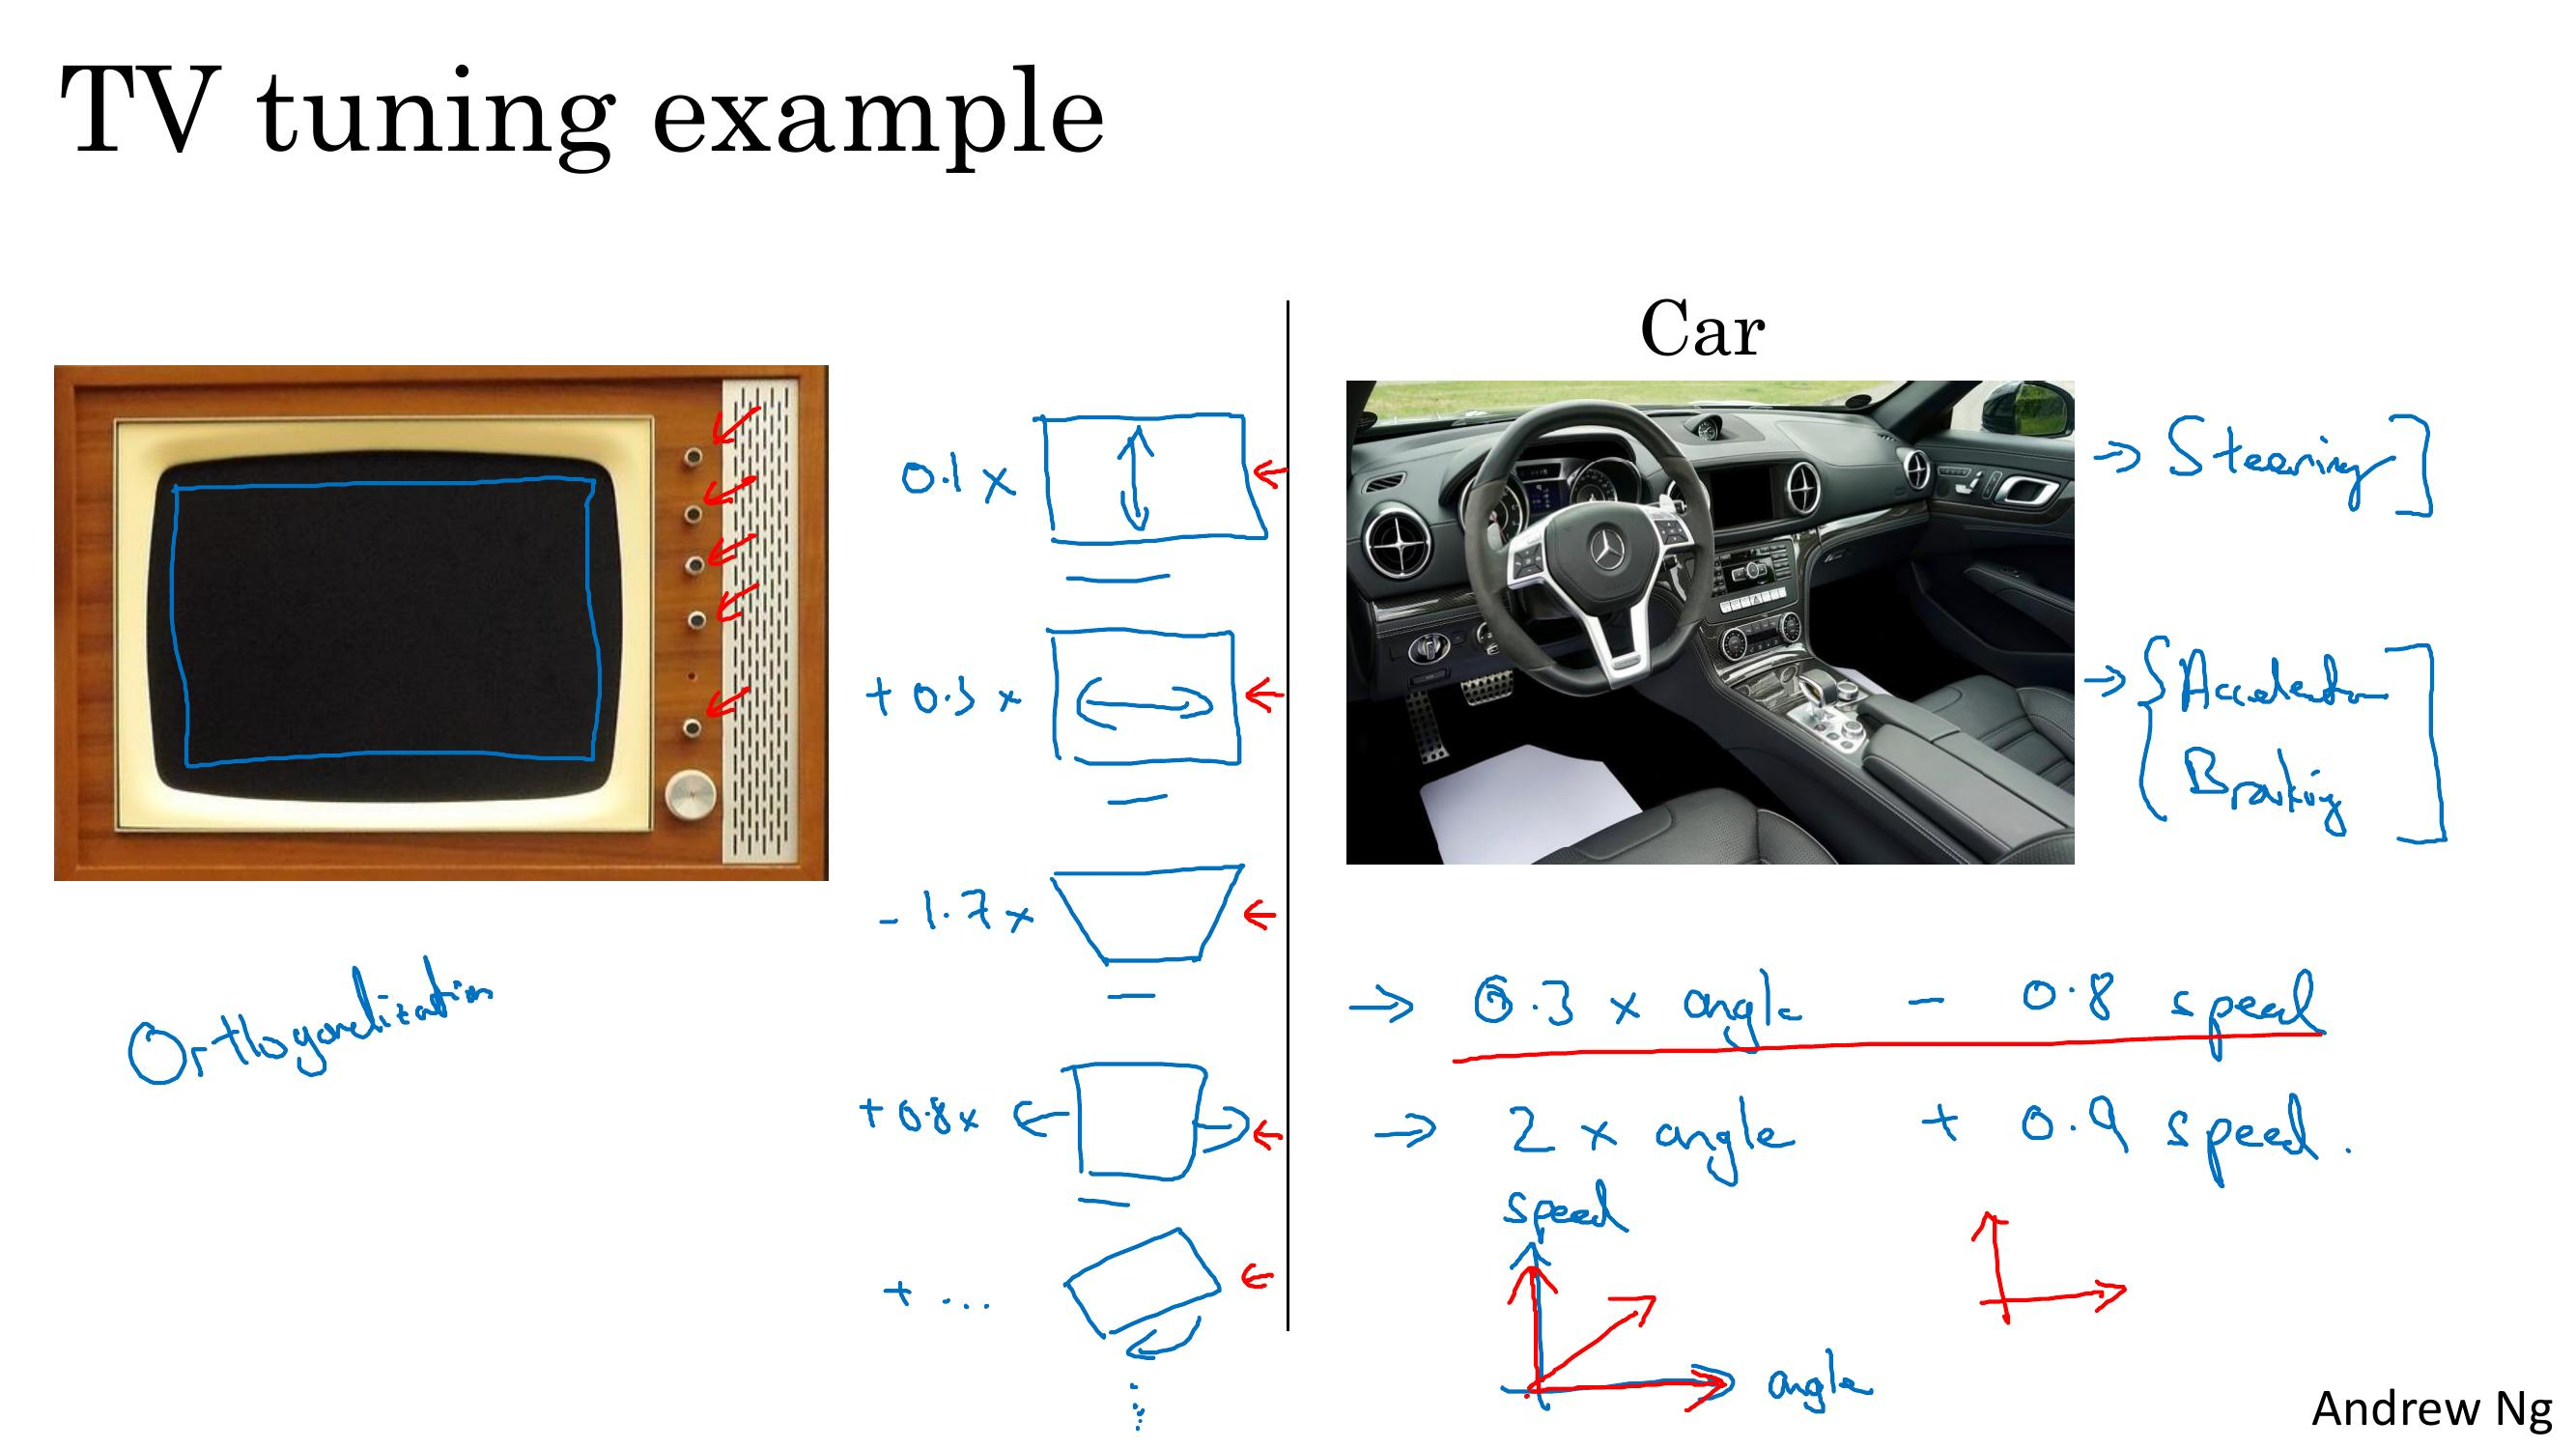 TV tuning example
0.1 x
+ 0.3 x
- 1.7 x
+ 0.8 x
+ ...
Orthogonalization
Car
→ Steering
→ Acceleration
Braking
→ 0.3 x angle - 0.8 speed
→ 2 x angle + 0.9 speed.
speed
angle
Andrew Ng